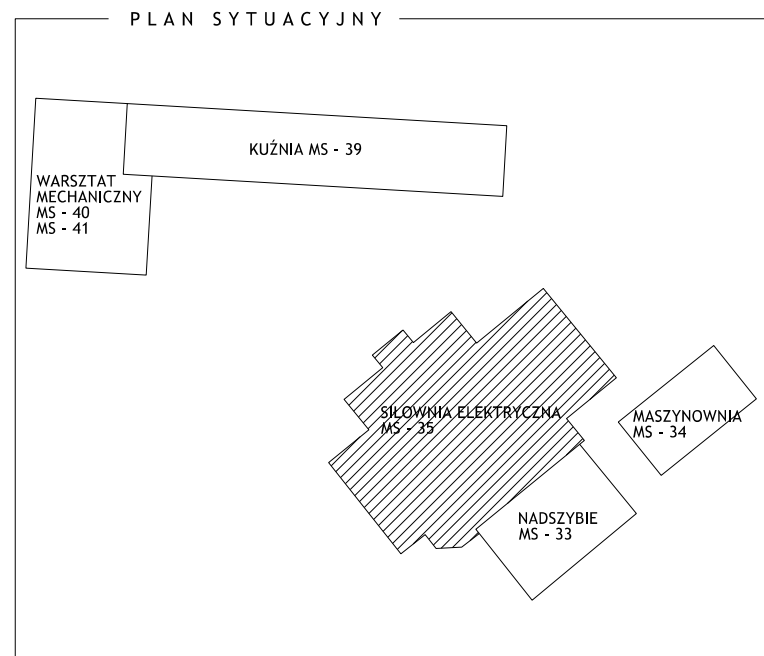 PLAN SYTUACYJNY
KUŹNIA MS - 39
WARSZTAT
MECHANICZNY
MS - 40
MS - 41
SIŁOWNIA ELEKTRYCZNA
MS - 35
MASZYNOWNIA
MS - 34
NADSZYBIE
MS - 33